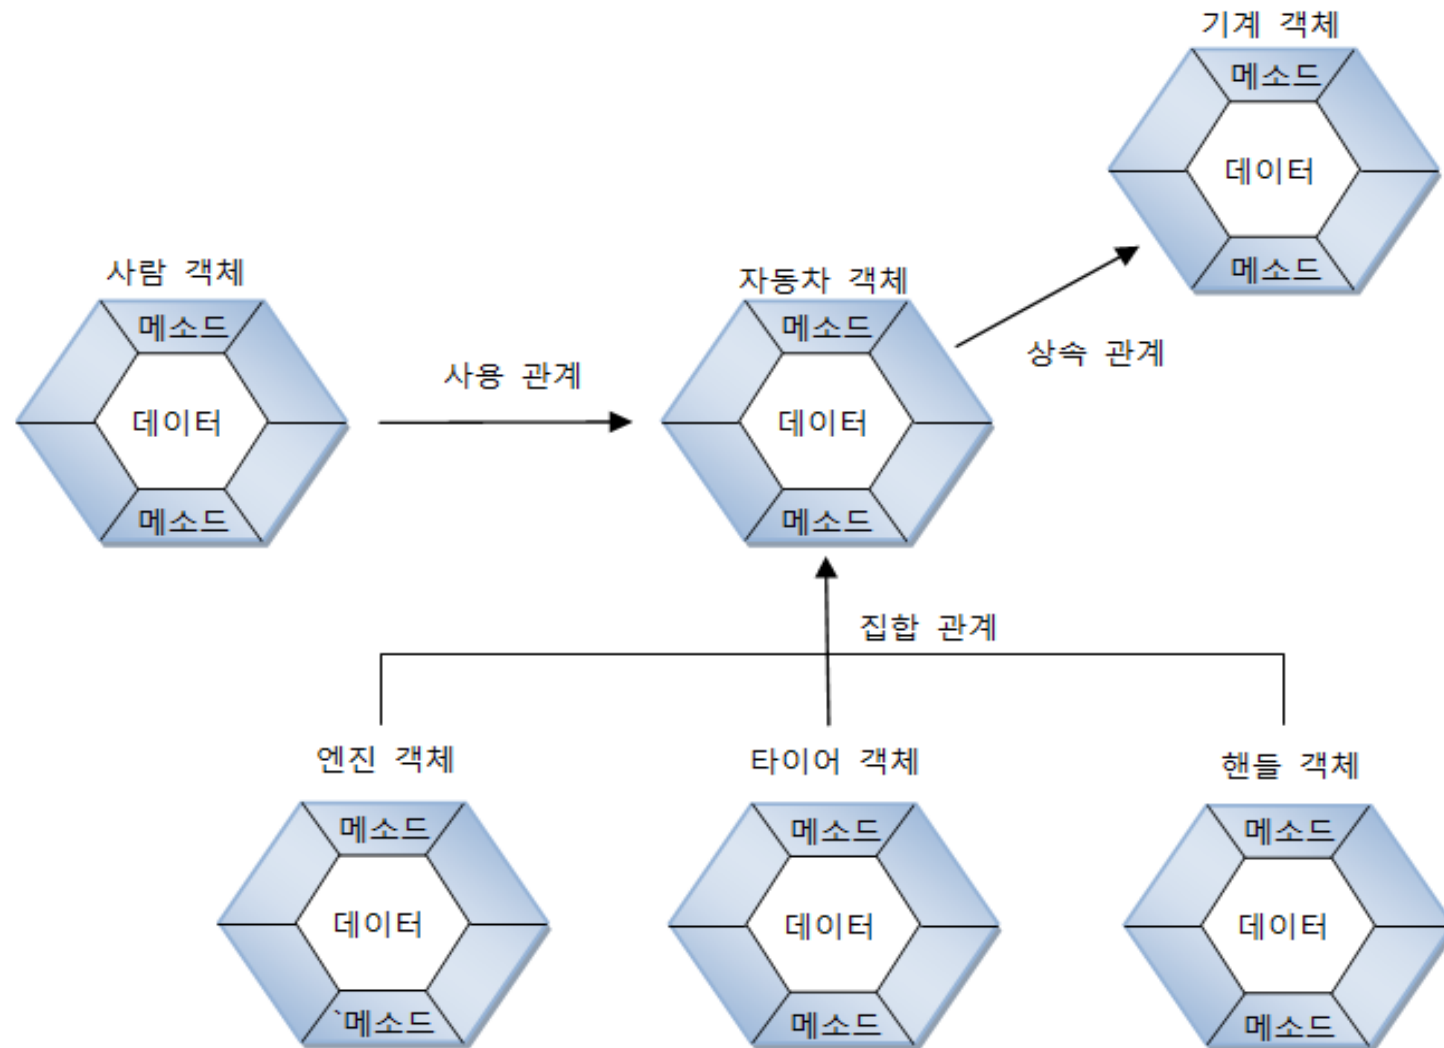 기계 객체
메소드
데이터
메소드
사람 객체
메소드
데이터
메소드
사용 관계
자동차 객체
메소드
데이터
메소드
상속 관계
집합 관계
엔진 객체
메소드
데이터
`메소드
타이어 객체
메소드
데이터
메소드
핸들 객체
메소드
데이터
메소드